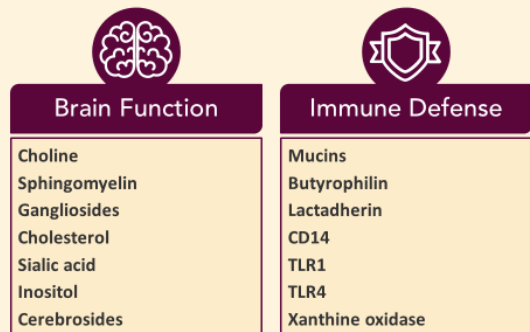 Brain Function
Choline
Sphingomyelin
Gangliosides
Cholesterol
Sialic acid
Inositol
Cerebrosides
Immune Defense
Mucins
Butyrophilin
Lactadherin
CD14
TLR1
TLR4
Xanthine oxidase